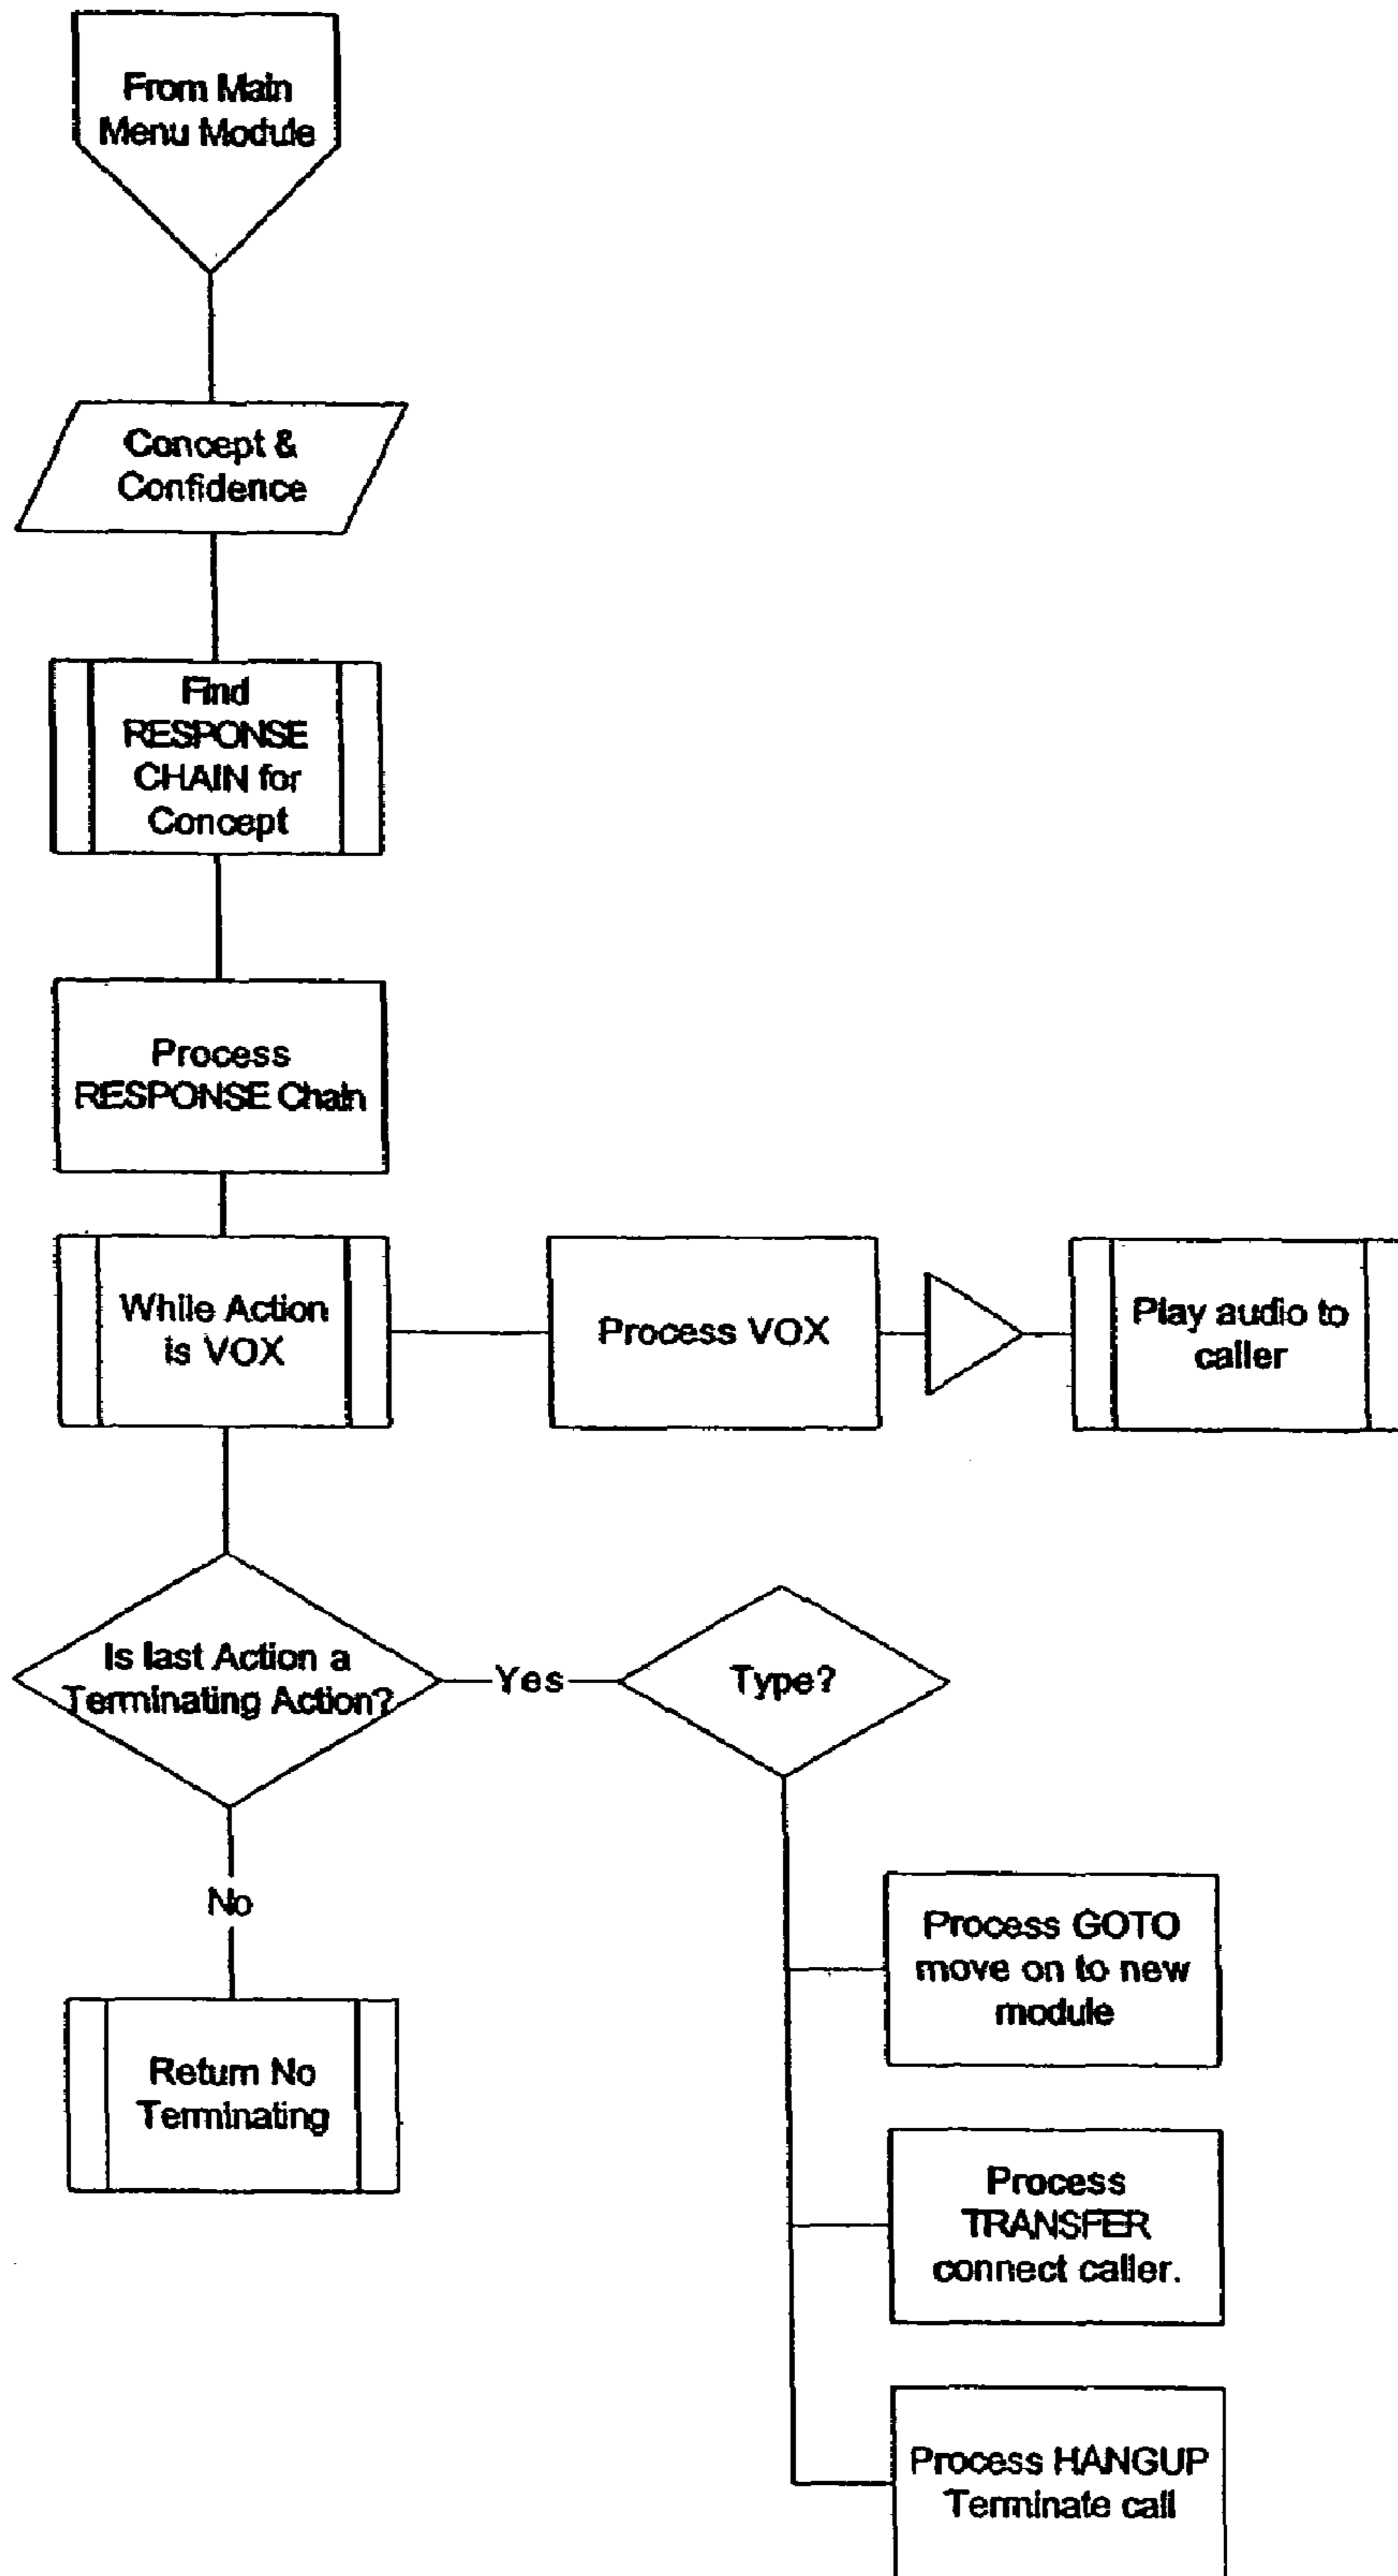 From Main
Menu Module
Concept &
Confidence
Find
RESPONSE
CHAIN for
Concept
Process
RESPONSE Chain
While Action
is VOX
Process VOX
Play audio to
caller
Is last Action a
Terminating Action?
Yes
Type?
No
Return No
Terminating
Process GOTO
move on to new
module
Process
TRANSFER
connect caller.
Process HANGUP
Terminate call